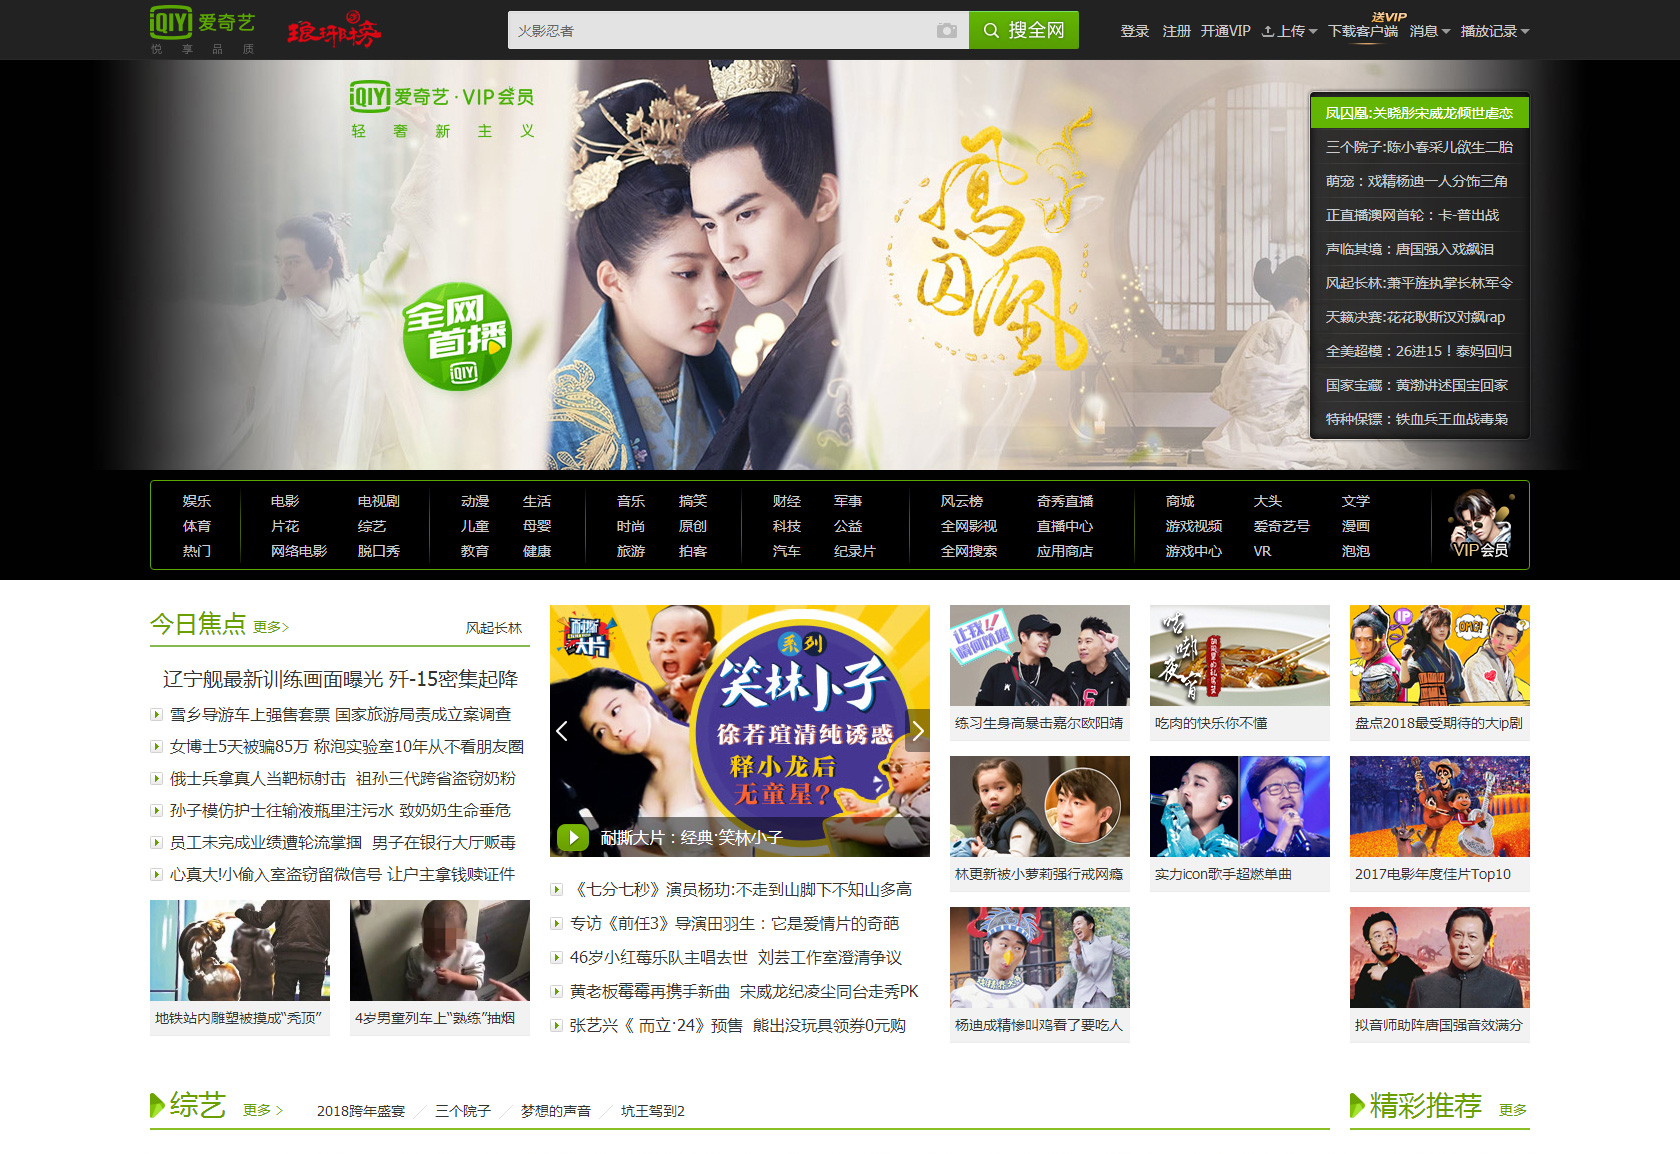 QIY 爱奇艺
悦享品质
琅琊榜
火影忍者
搜全网
登录 注册 开通VIP 上传 下载客户端 消息 播放记录
送VIP
QIY 爱奇艺·VIP会员
轻奢新主义
全网首播
QIY
凤囚凰
凤囚凰:关晓彤宋威龙倾世虐恋
三个院子:陈小春采儿欲生二胎
萌宠：戏精杨迪一人分饰三角
正直播澳网首轮：卡-普出战
声临其境：唐国强入戏飙泪
风起长林:萧平旌执掌长林军令
天籁决赛:花花耿斯汉对飙rap
全美超模：26进15！泰妈回归
国家宝藏：黄渤讲述国宝回家
特种保镖：铁血兵王血战毒枭
娱乐 电影 电视剧 动漫 生活 音乐 搞笑 财经 军事 风云榜 奇秀直播 商城 大头 文学
体育 片花 综艺 儿童 母婴 时尚 原创 科技 公益 全网影视 直播中心 游戏视频 爱奇艺号 漫画
热门 网络电影 脱口秀 教育 健康 旅游 拍客 汽车 纪录片 全网搜索 应用商店 游戏中心 VR 泡泡
VIP会员
今日焦点 更多> 风起长林
辽宁舰最新训练画面曝光 歼-15密集起降
雪乡导游车上强售套票 国家旅游局责成立案调查
女博士5天被骗85万 称泡实验室10年从不看朋友圈
俄士兵拿真人当靶标射击 祖孙三代跨省盗窃奶粉
孙子模仿护士往输液瓶里注污水 致奶奶生命垂危
员工未完成业绩遭轮流掌掴 男子在银行大厅贩毒
心真大!小偷入室盗窃留微信号 让户主拿钱赎证件
地铁站内雕塑被摸成“秃顶”
4岁男童列车上“熟练”抽烟
耐撕大片
系列
笑林小子
徐若瑄清纯诱惑
释小龙后
无童星?
耐撕大片：经典·笑林小子
《七分七秒》演员杨玏:不走到山脚下不知山多高
专访《前任3》导演田羽生：它是爱情片的奇葩
46岁小红莓乐队主唱去世 刘芸工作室澄清争议
黄老板霉霉再携手新曲 宋威龙纪凌尘同台走秀PK
张艺兴《 而立·24》预售 熊出没玩具领券0元购
练习生身高暴击嘉尔欧阳靖
咕嘟夜宵
吃肉的快乐你不懂
IP
OMG!
盘点2018最受期待的大ip剧
林更新被小萝莉强行戒网瘾
实力icon歌手超燃单曲
2017电影年度佳片Top10
杨迪成精惨叫鸡看了要吃人
拟音师助阵唐国强音效满分
综艺 更多 > 2018跨年盛宴 三个院子 梦想的声音 坑王驾到2
精彩推荐 更多